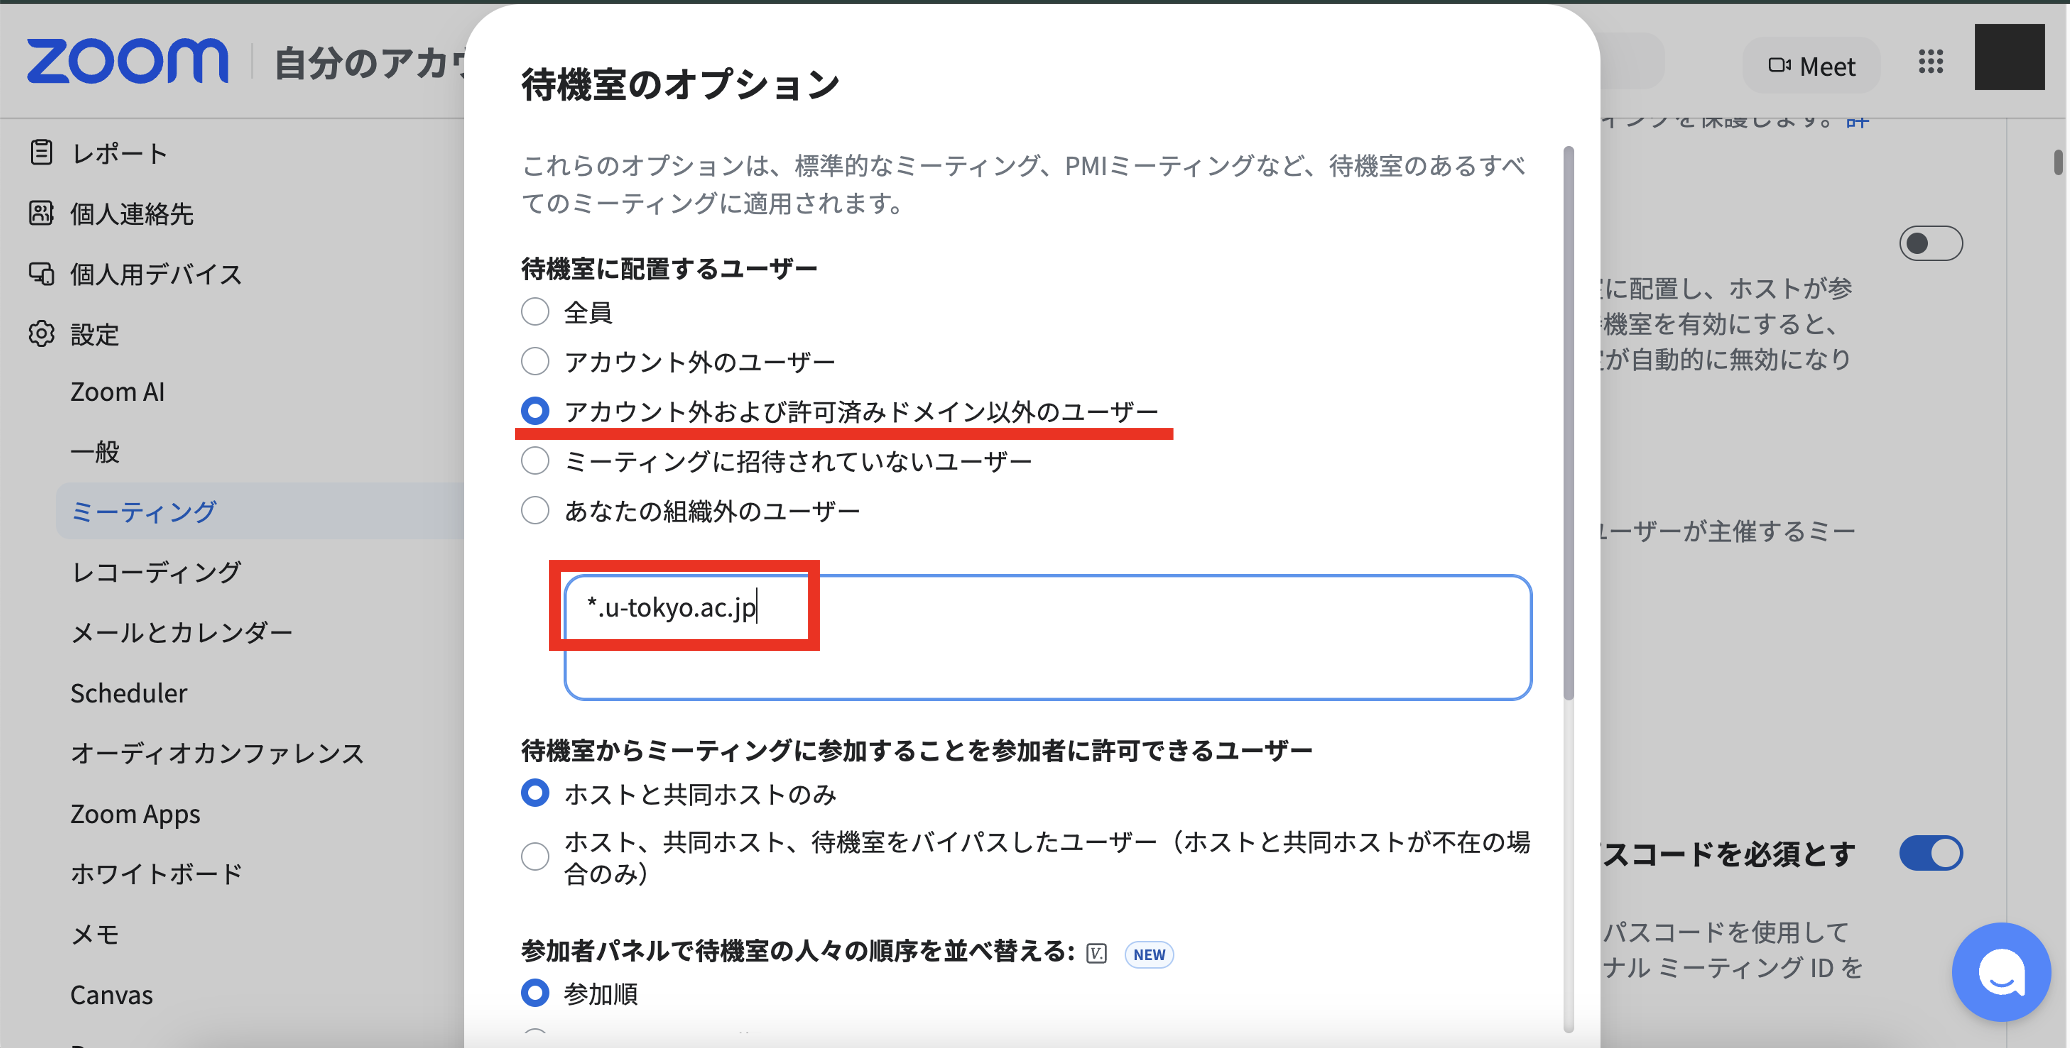 zoom
自分のアカウ
Meet
レポート
個人連絡先
個人用デバイス
設定
Zoom AI
一般
ミーティング
レコーディング
メールとカレンダー
Scheduler
オーディオカンファレンス
Zoom Apps
ホワイトボード
メモ
Canvas
待機室のオプション
これらのオプションは、標準的なミーティング、PMIミーティングなど、待機室のあるすべ
てのミーティングに適用されます。
待機室に配置するユーザー
全員
アカウント外のユーザー
アカウント外および許可済みドメイン以外のユーザー
ミーティングに招待されていないユーザー
あなたの組織外のユーザー
*.u-tokyo.ac.jp
待機室からミーティングに参加することを参加者に許可できるユーザー
ホストと共同ホストのみ
ホスト、共同ホスト、待機室をバイパスしたユーザー（ホストと共同ホストが不在の場
合のみ）
参加者パネルで待機室の人々の順序を並べ替える: V. NEW
参加順
ィングを保護します。詳
に配置し、ホストが参
機室を有効にすると、
が自動的に無効になり
ユーザーが主催するミー
スコードを必須とす
パスコードを使用して
ナル ミーティング ID を